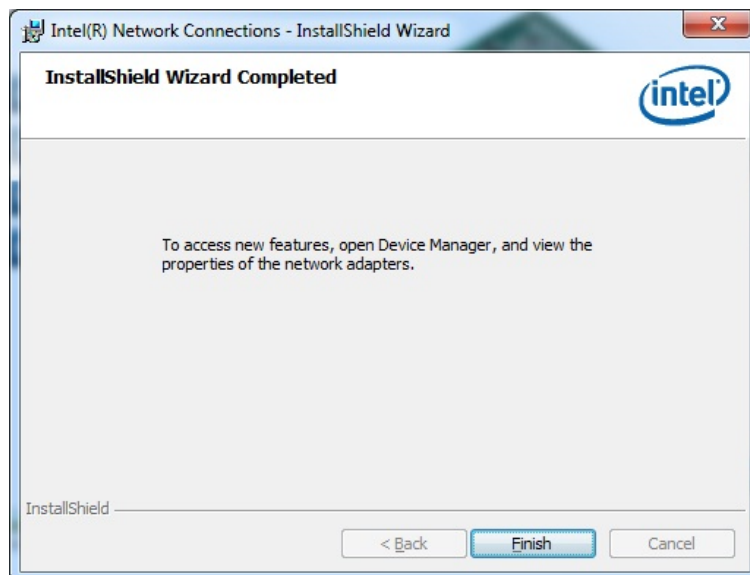 Intel(R) Network Connections - InstallShield Wizard
InstallShield Wizard Completed
intel
To access new features, open Device Manager, and view the
properties of the network adapters.
InstallShield
< Back
Finish
Cancel